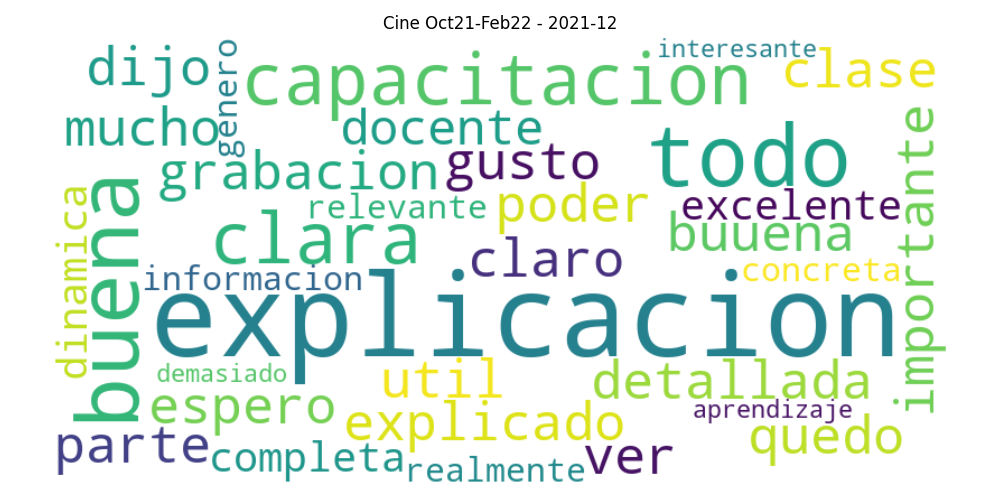 Cine Oct21-Feb22 - 2021-12
interesante
dijo
genero
capacitacion
clase
mucho
docente
todo
importante
grabacion
gusto
buena
dinamica
relevante
poder
excelente
clara
buuena
claro
informacion
concreta
explicacion
demasiado
util
detallada
espero
explicado
aprendizaje
parte
quedo
completa
realmente
ver